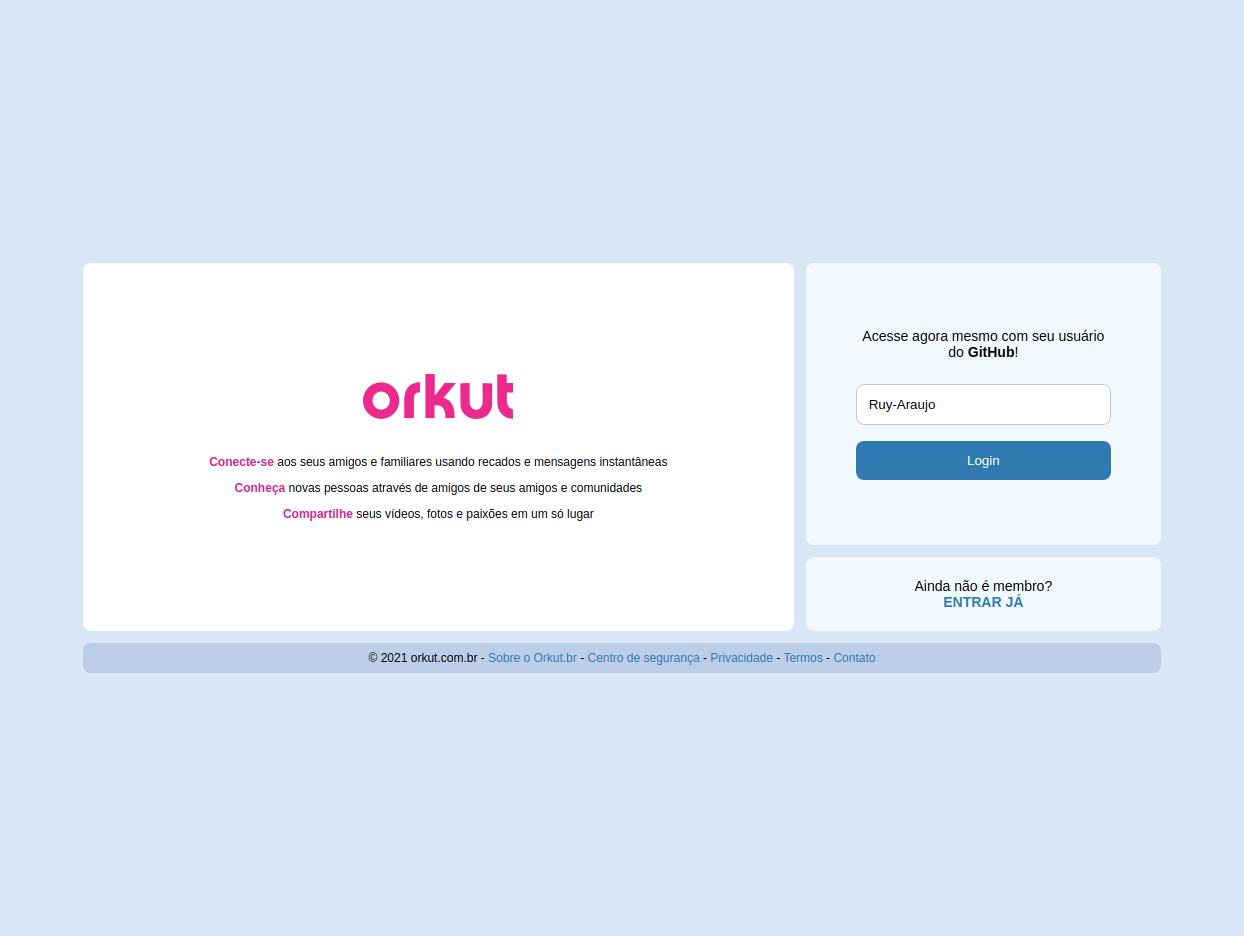 orkut
Conecte-se aos seus amigos e familiares usando recados e mensagens instantâneas
Conheça novas pessoas através de amigos de seus amigos e comunidades
Compartilhe seus vídeos, fotos e paixões em um só lugar
Acesse agora mesmo com seu usuário
do GitHub!
Ruy-Araujo
Login
Ainda não é membro?
ENTRAR JÁ
© 2021 orkut.com.br - Sobre o Orkut.br - Centro de segurança - Privacidade - Termos - Contato